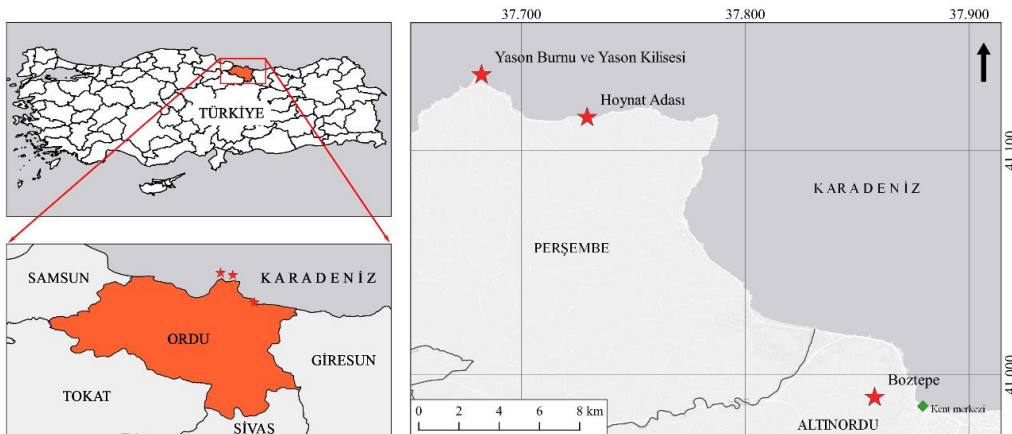 TÜRKİYE
SAMSUN
KARADENİZ
ORDU
GİRESUN
TOKAT
SİVAS
37.700
37.800
37.900
Yason Burnu ve Yason Kilisesi
Hoynat Adası
41.100
KARADENİZ
PERŞEMBE
41.000
Boztepe
Kent merkezi
ALTINORDU
0 2 4 6 8 km